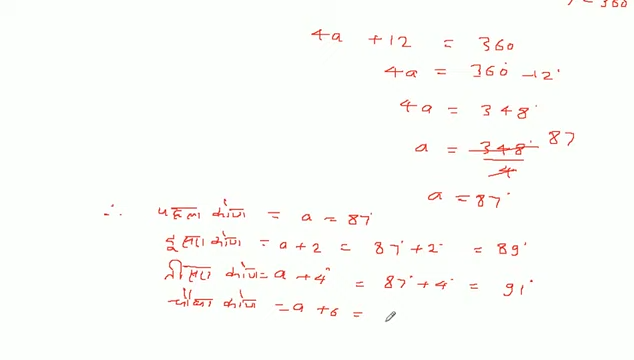 = 360
4a + 12 = 360
4a = 360° - 12°
4a = 348°
a = 348° / 4 87
a = 87°
∴ पहला कोण = a = 87°
दूसरा कोण = a + 2 = 87° + 2° = 89°
तीसरा कोण = a + 4° = 87° + 4° = 91°
चौथा कोण = a + 6 =